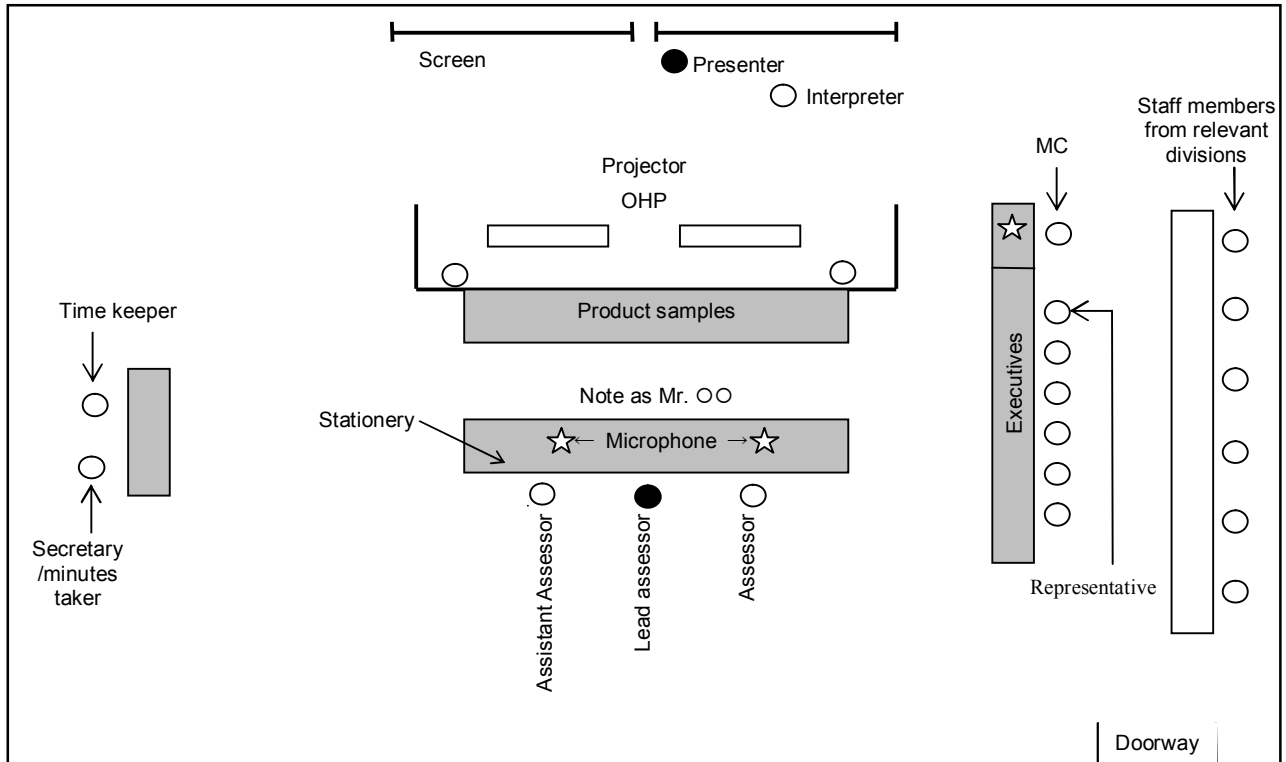 Screen
Presenter
Interpreter
Staff members
from relevant
divisions
MC
Projector
OHP
Time keeper
Product samples
Executives
Note as Mr. ○○
Stationery
← Microphone →
Secretary
/minutes
taker
Assistant Assessor
Lead assessor
Assessor
Representative
Doorway